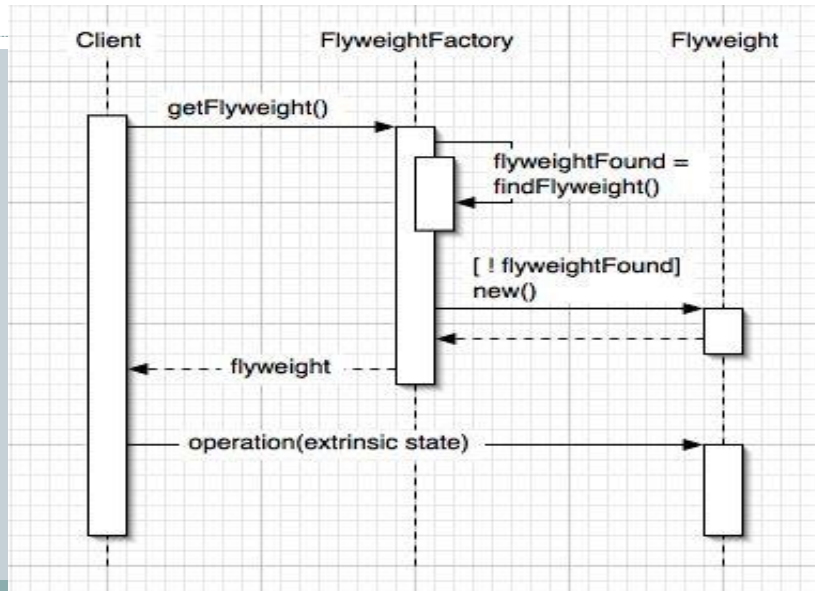 Client
FlyweightFactory
Flyweight
getFlyweight()
flyweightFound =
findFlyweight()
[ ! flyweightFound]
new()
flyweight
operation(extrinsic state)